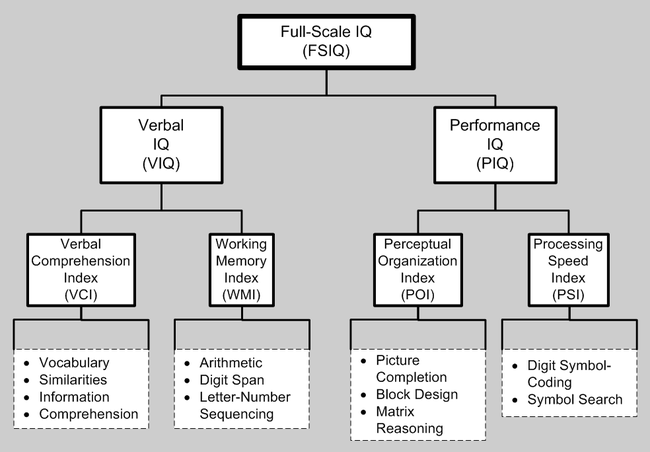 Full-Scale IQ
(FSIQ)
Verbal
IQ
(VIQ)
Performance
IQ
(PIQ)
Verbal
Comprehension
Index
(VCI)
Working
Memory
Index
(WMI)
Perceptual
Organization
Index
(POI)
Processing
Speed
Index
(PSI)
• Vocabulary
• Similarities
• Information
• Comprehension
• Arithmetic
• Digit Span
• Letter-Number
Sequencing
• Picture
Completion
• Block Design
• Matrix
Reasoning
• Digit Symbol-
Coding
• Symbol Search